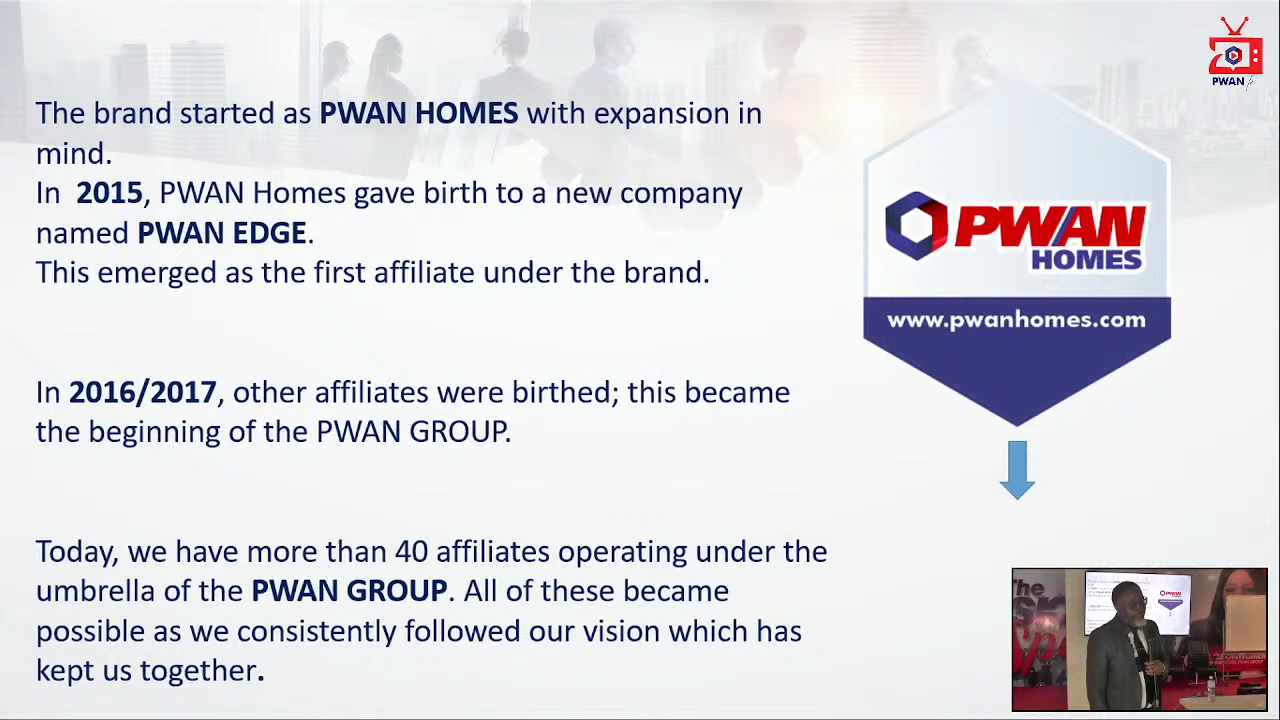 PWAN
The brand started as PWAN HOMES with expansion in
mind.
In 2015, PWAN Homes gave birth to a new company
named PWAN EDGE.
This emerged as the first affiliate under the brand.
PWAN
HOMES
www.pwanhomes.com
In 2016/2017, other affiliates were birthed; this became
the beginning of the PWAN GROUP.
Today, we have more than 40 affiliates operating under the
umbrella of the PWAN GROUP. All of these became
possible as we consistently followed our vision which has
kept us together.
The
PWAN